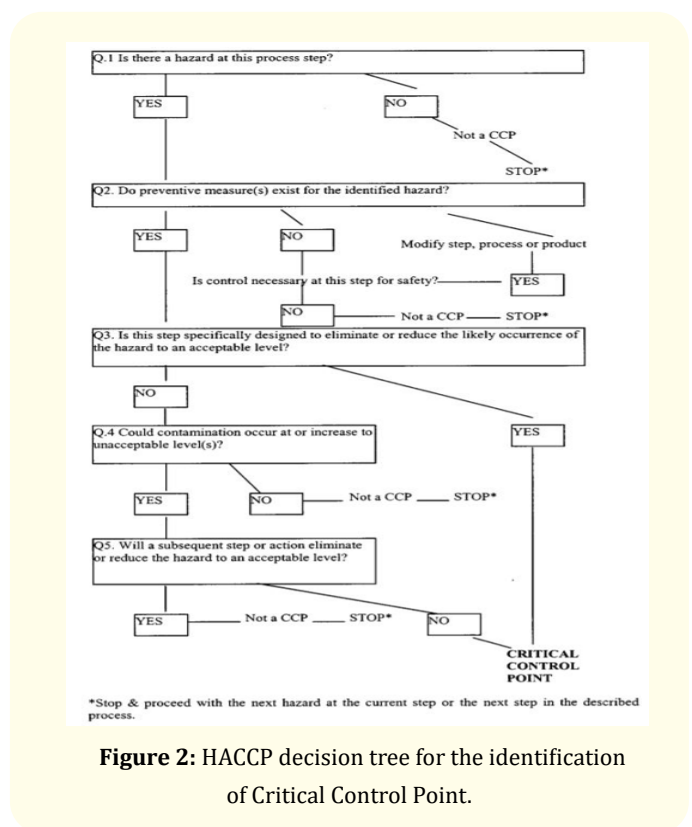 Q.1 Is there a hazard at this process step?
YES
NO
Not a CCP
STOP*
Q2. Do preventive measure(s) exist for the identified hazard?
YES
NO
Modify step, process or product
Is control necessary at this step for safety?
YES
NO
Not a CCP
STOP*
Q3. Is this step specifically designed to eliminate or reduce the likely occurrence of
the hazard to an acceptable level?
NO
YES
Q.4 Could contamination occur at or increase to
unacceptable level(s)?
YES
NO
Not a CCP
STOP*
Q5. Will a subsequent step or action eliminate
or reduce the hazard to an acceptable level?
YES
Not a CCP
STOP*
NO
CRITICAL
CONTROL
POINT
*Stop & proceed with the next hazard at the current step or the next step in the described
process.
Figure 2: HACCP decision tree for the identification
of Critical Control Point.